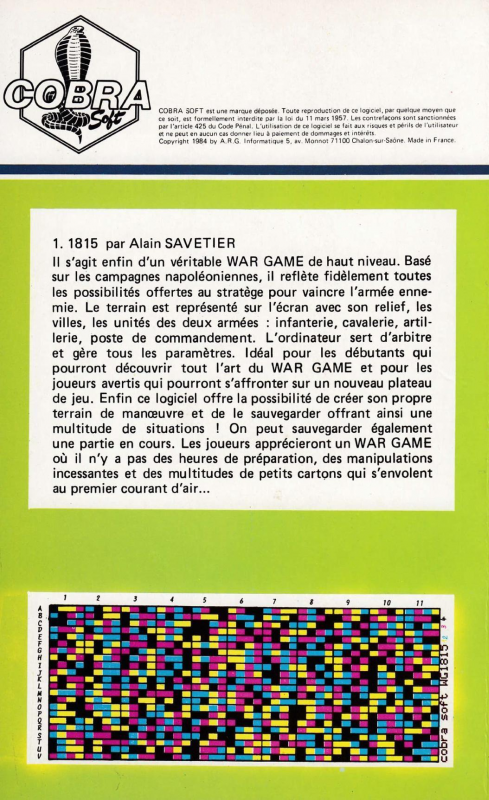 COBRA
Soft
COBRA SOFT est une marque déposée. Toute reproduction de ce logiciel, par quelque moyen que
ce soit, est formellement interdite par la loi du 11 mars 1957. Les contrefaçons sont sanctionnées
par l'article 425 du Code Pénal. L'utilisation de ce logiciel se fait aux risques et périls de l'utilisateur
et ne peut en aucun cas donner lieu à paiement de dommages et intérêts.
Copyright 1984 by A.R.G. Informatique 5, av. Monnot 71100 Chalon-sur-Saône. Made in France.
1. 1815 par Alain SAVETIER
Il s'agit enfin d'un véritable WAR GAME de haut niveau. Basé
sur les campagnes napoléoniennes, il reflète fidèlement toutes
les possibilités offertes au stratège pour vaincre l'armée enne-
mie. Le terrain est représenté sur l'écran avec son relief, les
villes, les unités des deux armées : infanterie, cavalerie, artil-
lerie, poste de commandement. L'ordinateur sert d'arbitre
et gère tous les paramètres. Idéal pour les débutants qui
pourront découvrir tout l'art du WAR GAME et pour les
joueurs avertis qui pourront s'affronter sur un nouveau plateau
de jeu. Enfin ce logiciel offre la possibilité de créer son propre
terrain de manœuvre et de le sauvegarder offrant ainsi une
multitude de situations ! On peut sauvegarder également
une partie en cours. Les joueurs apprécieront un WAR GAME
où il n'y a pas des heures de préparation, des manipulations
incessantes et des multitudes de petits cartons qui s'envolent
au premier courant d'air...
1 2 3 4 5 6 7 8 9 10 11
A
B
C
D
E
F
G
H
I
J
K
L
M
N
O
P
Q
R
S
T
U
V
cobra soft WG1815